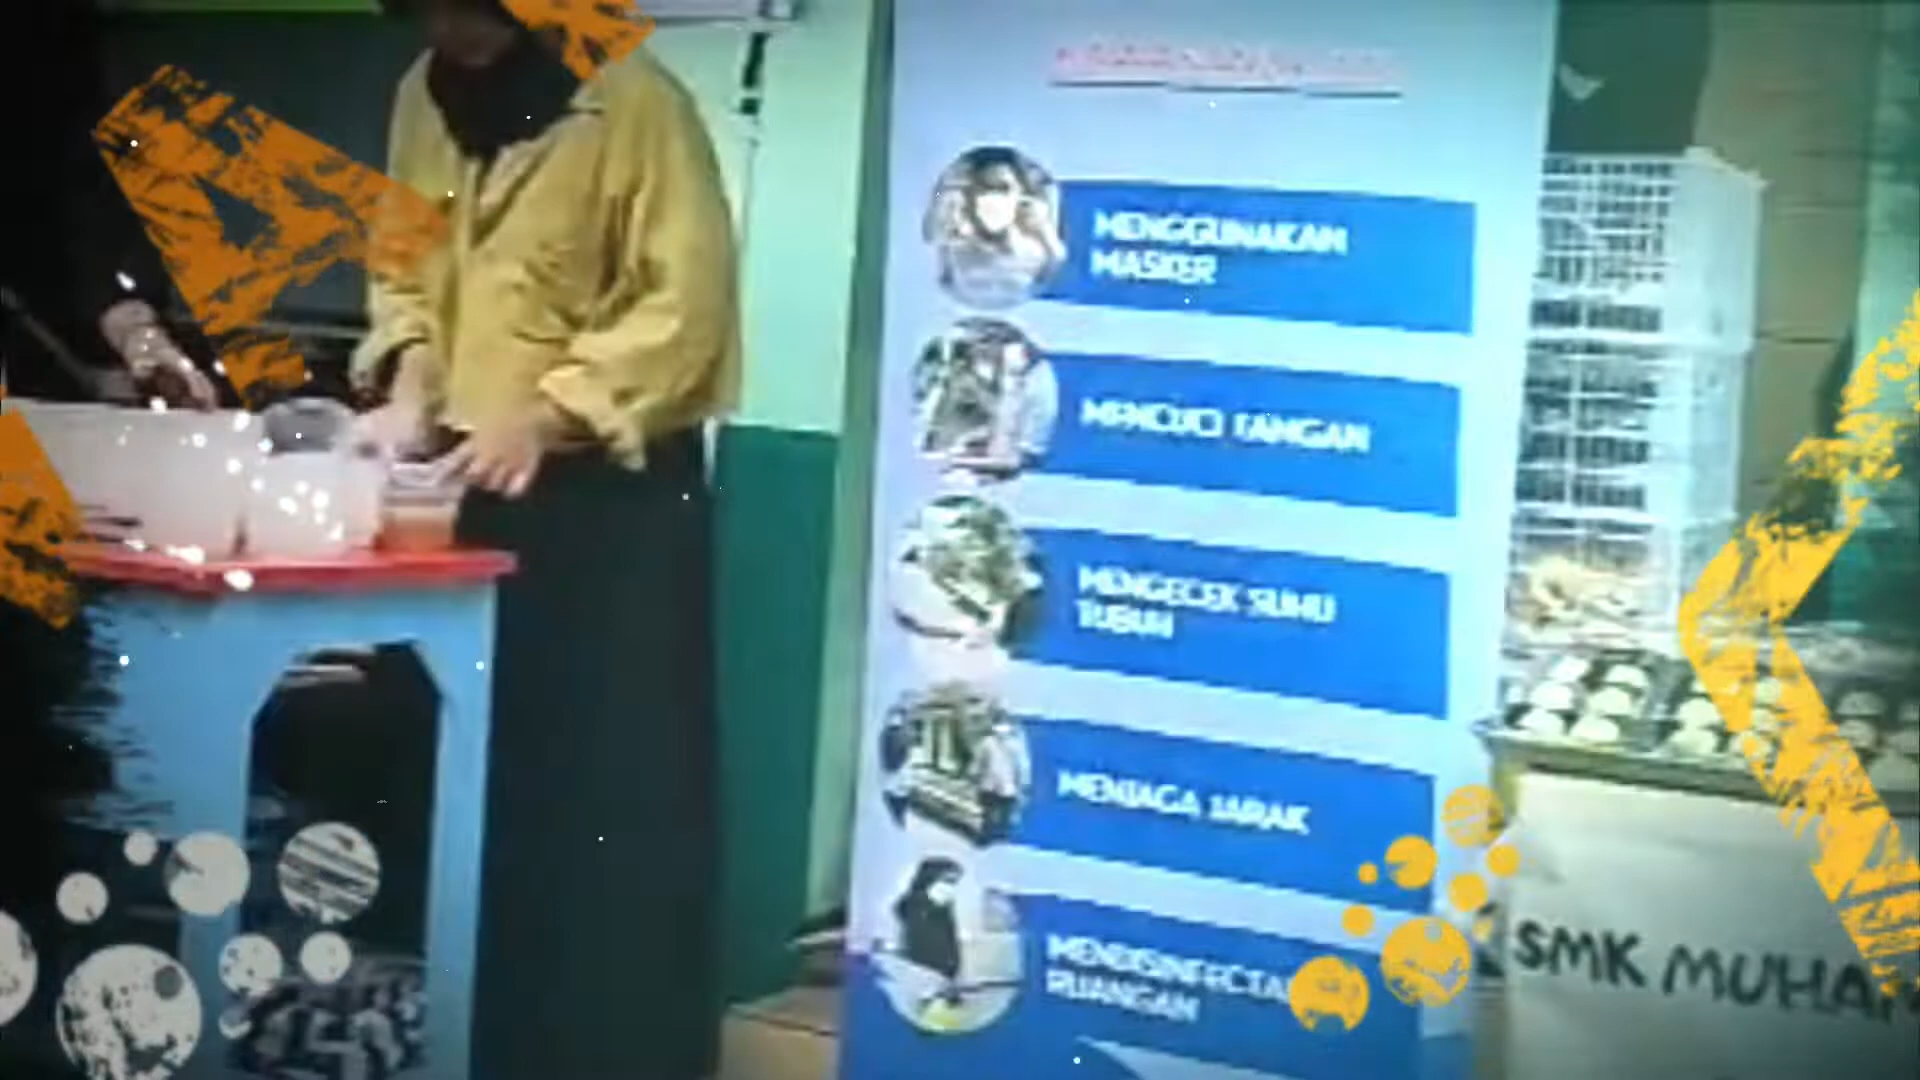 MENGGUNAKAN
MASKER
MENCUCI TANGAN
MENGECEK SUHU
TUBUH
MENJAGA JARAK
RUANGAN
SMK MUHAM